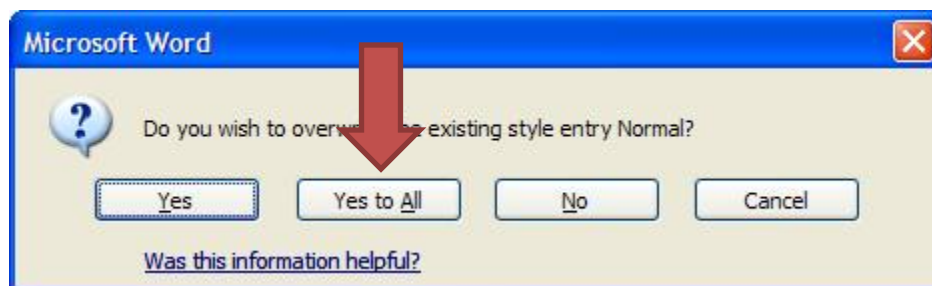 Microsoft Word
Do you wish to overw existing style entry Normal?
Yes Yes to All No Cancel
Was this information helpful?